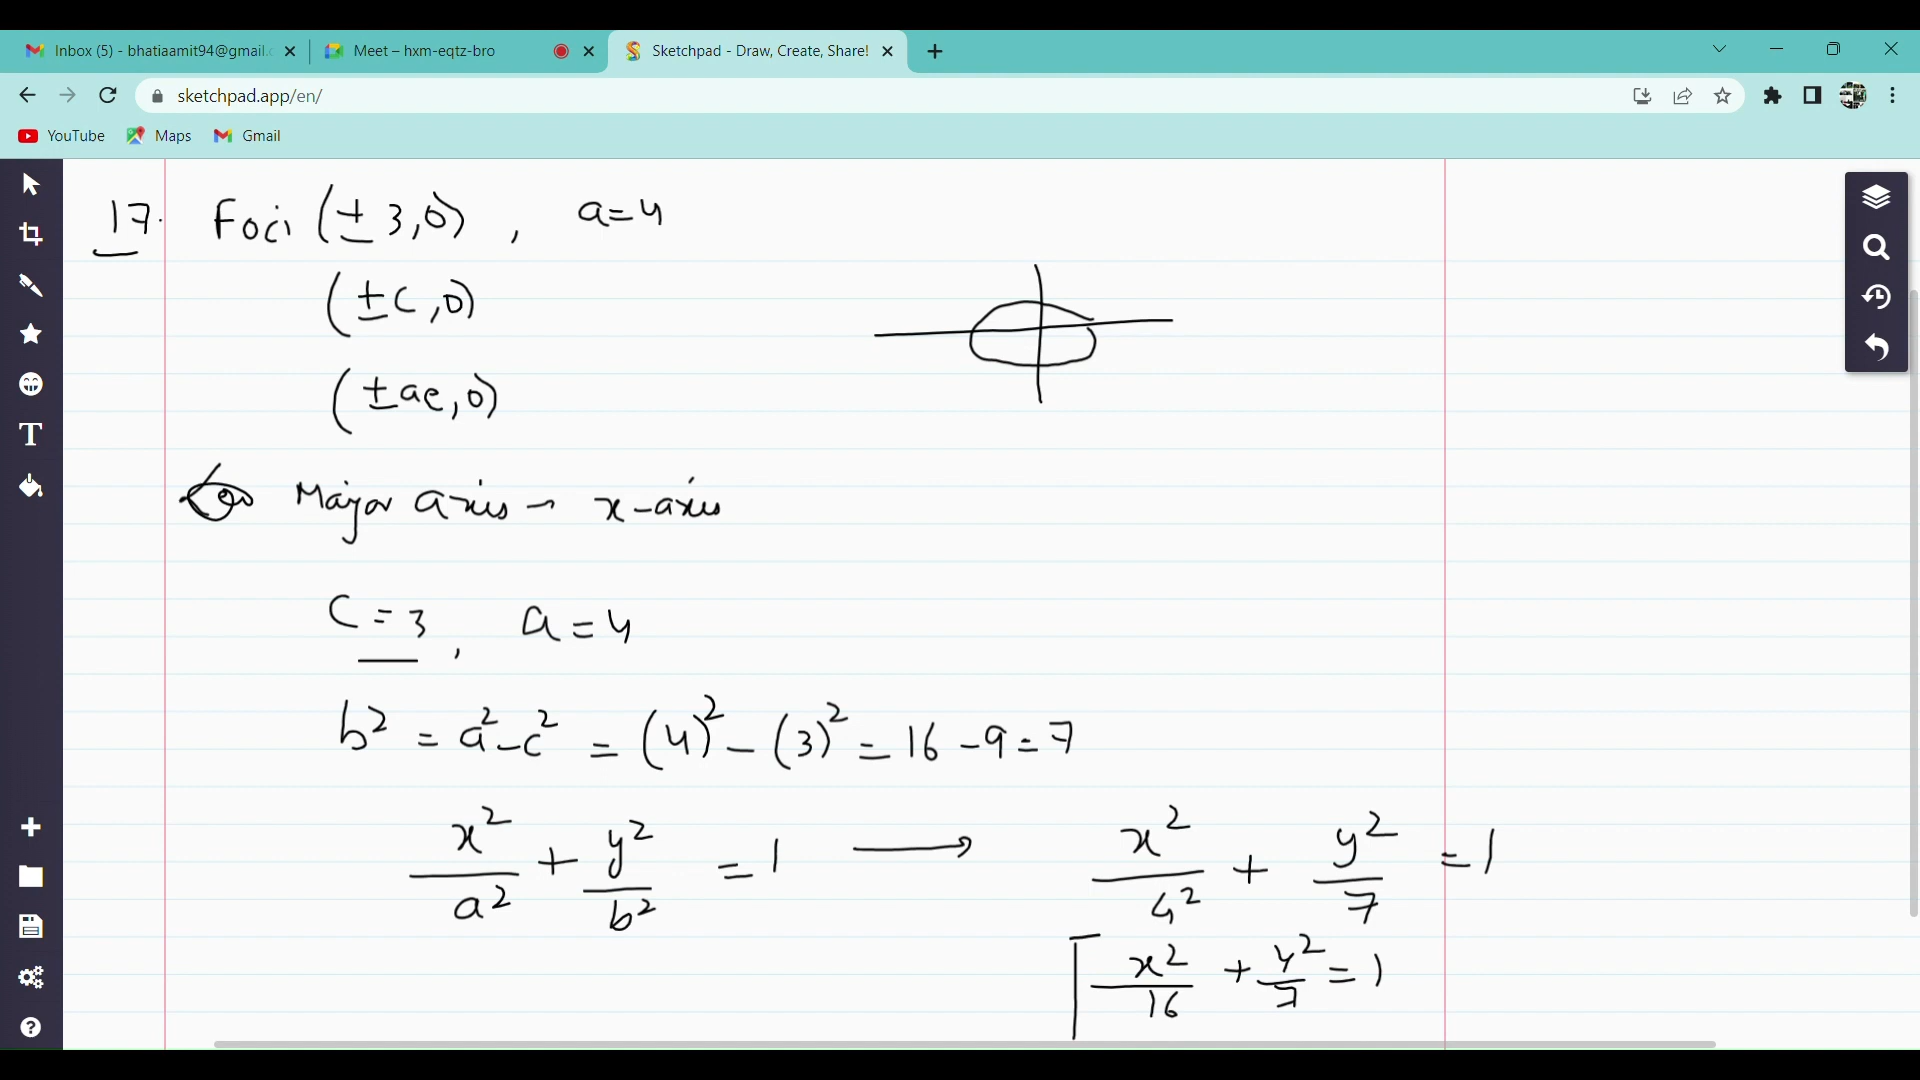 Inbox (5) - bhatiaamit94@gmail.c
Meet – hxm-eqtz-bro
Sketchpad - Draw, Create, Share!
sketchpad.app/en/
YouTube Maps Gmail
17. Foci (± 3,0) , a=4
(±c,0)
(±ae,0)
Major axis → x-axis
C = 3 , a = 4
b² = a² - c² = (4)² - (3)² = 16 - 9 = 7
x²/a² + y²/b² = 1 → x²/4² + y²/7 = 1
x²/16 + y²/7 = 1